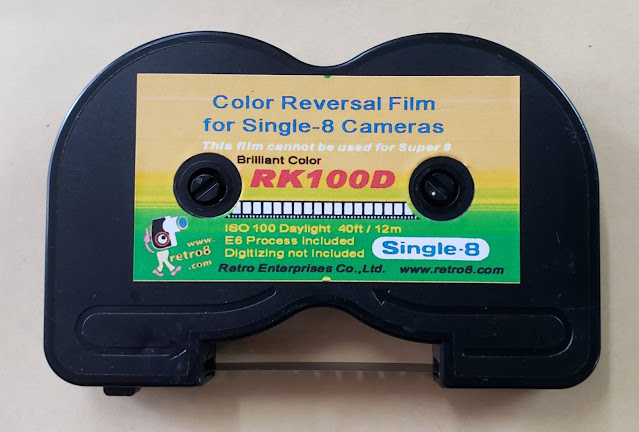 Color Reversal Film
for Single-8 Cameras
This film cannot be used for Super 8
Brilliant Color
RK100D
ISO 100 Daylight 40ft / 12m
E6 Process included
Digitizing not included
Single-8
www.
retro8
.com
Retro Enterprises Co.,Ltd. www.retro8.com